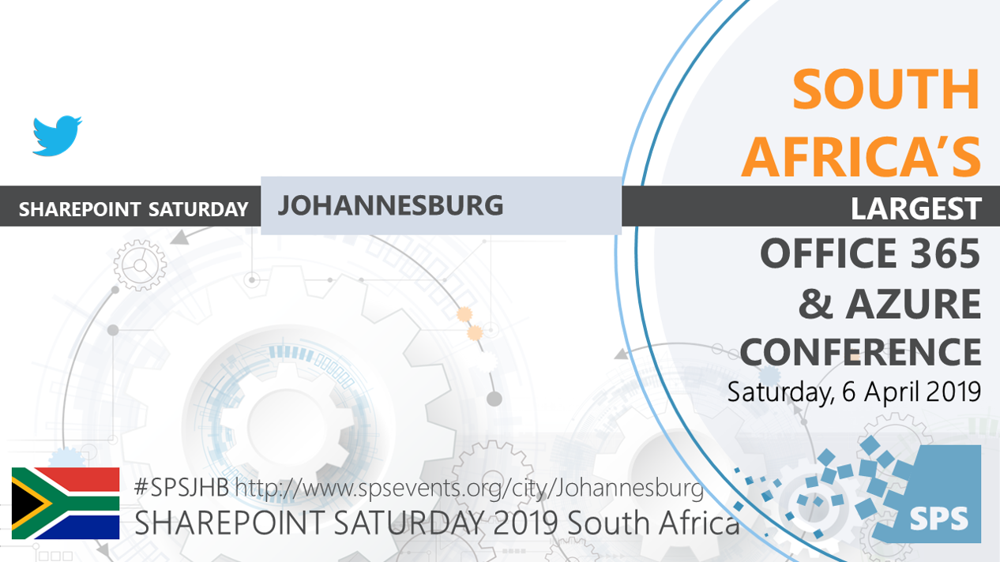 SOUTH
AFRICA'S
SHAREPOINT SATURDAY JOHANNESBURG LARGEST
OFFICE 365
& AZURE
CONFERENCE
Saturday, 6 April 2019
#SPSJHB http://www.spsevents.org/city/Johannesburg
SHAREPOINT SATURDAY 2019 South Africa
SPS